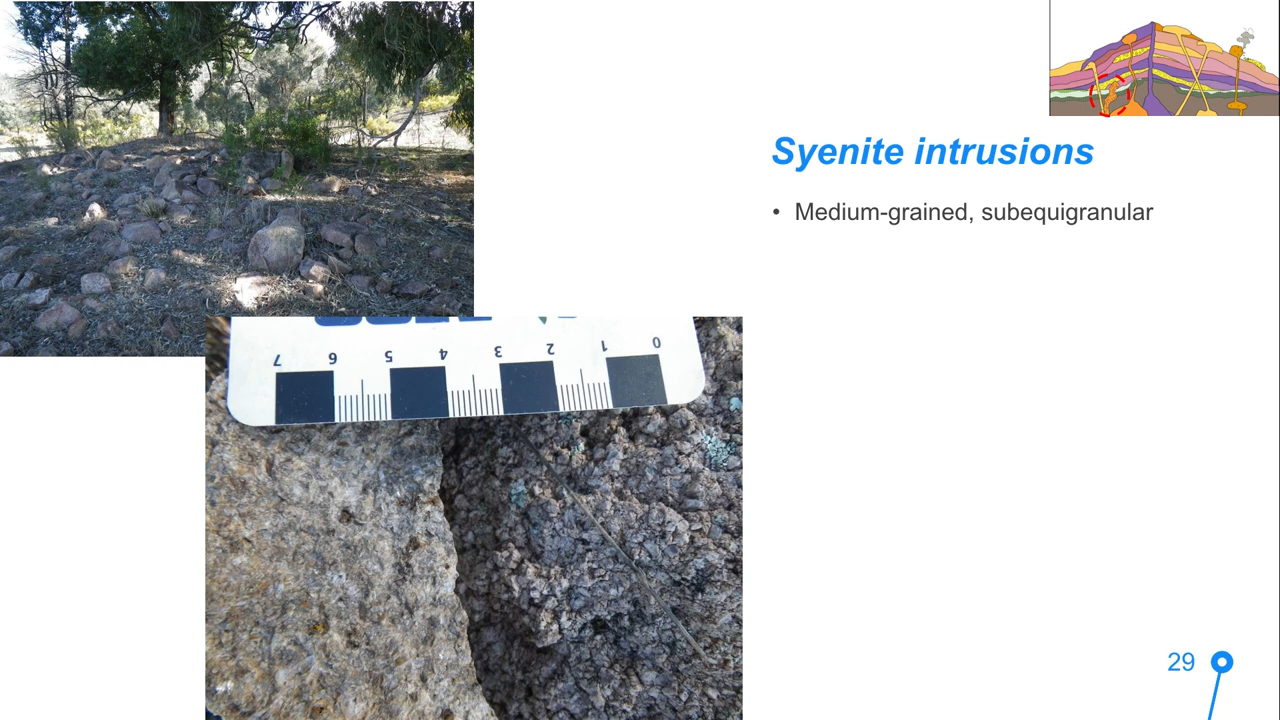 Syenite intrusions
• Medium-grained, subequigranular
7 6 5 4 3 2 1 0
29